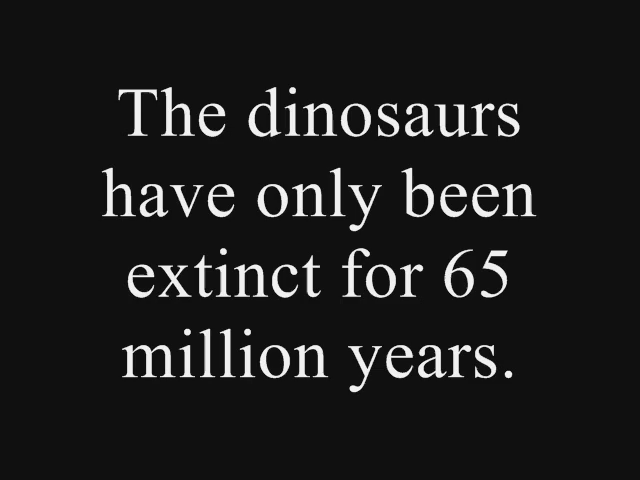 The dinosaurs
have only been
extinct for 65
million years.